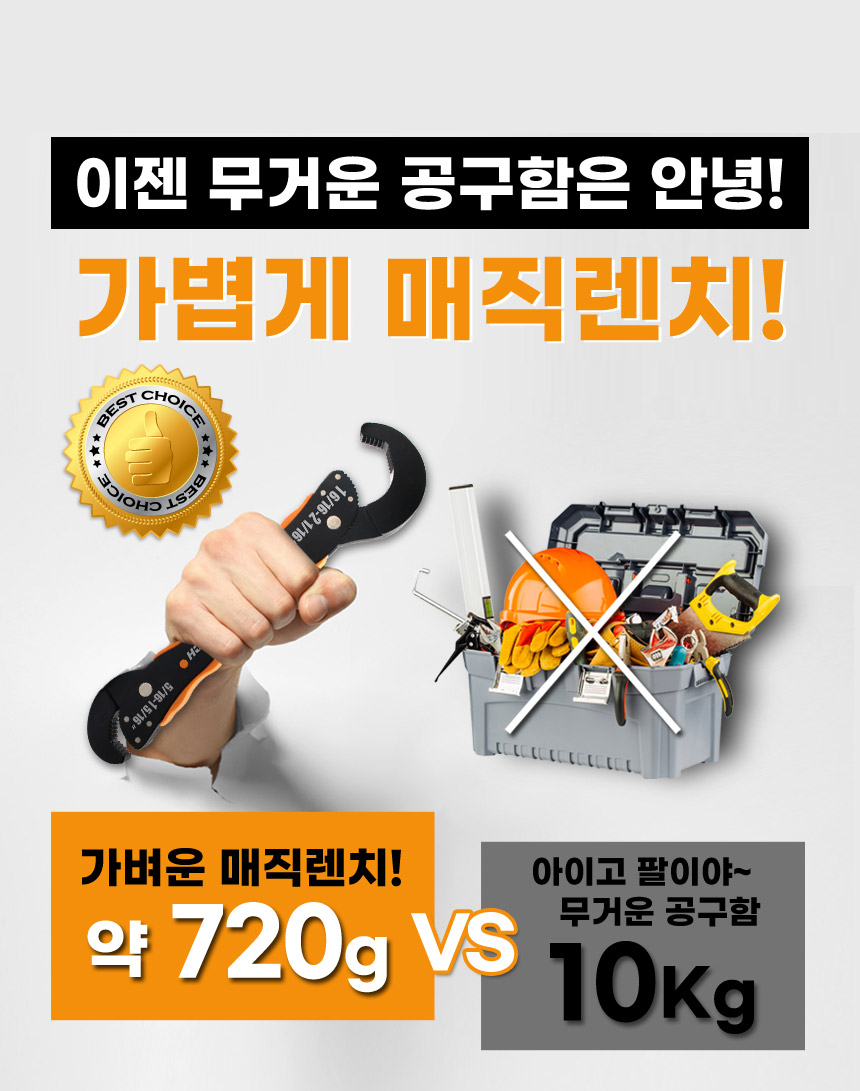 이젠 무거운 공구함은 안녕!
가볍게 매직렌치!
BEST CHOICE
BEST CHOICE
16/16-2 1/16"
5/16-1 5/16"
가벼운 매직렌치!
약 720g
VS
아이고 팔이야~
무거운 공구함
10Kg